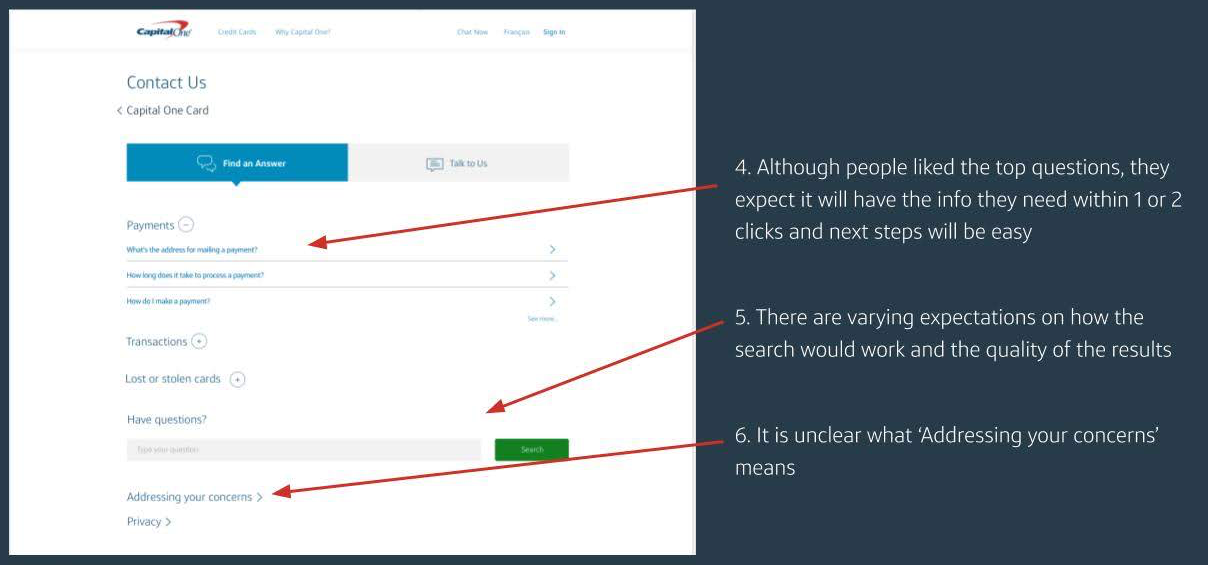 Capital One
Credit Cards
Why Capital One?
Chat Now
Français
Sign In
Contact Us
< Capital One Card
Find an Answer
Talk to Us
Payments
What's the address for mailing a payment?
How long does it take to process a payment?
How do I make a payment?
See more...
Transactions
Lost or stolen cards
Have questions?
Type your question
Search
Addressing your concerns >
Privacy >
4. Although people liked the top questions, they
expect it will have the info they need within 1 or 2
clicks and next steps will be easy
5. There are varying expectations on how the
search would work and the quality of the results
6. It is unclear what ‘Addressing your concerns’
means